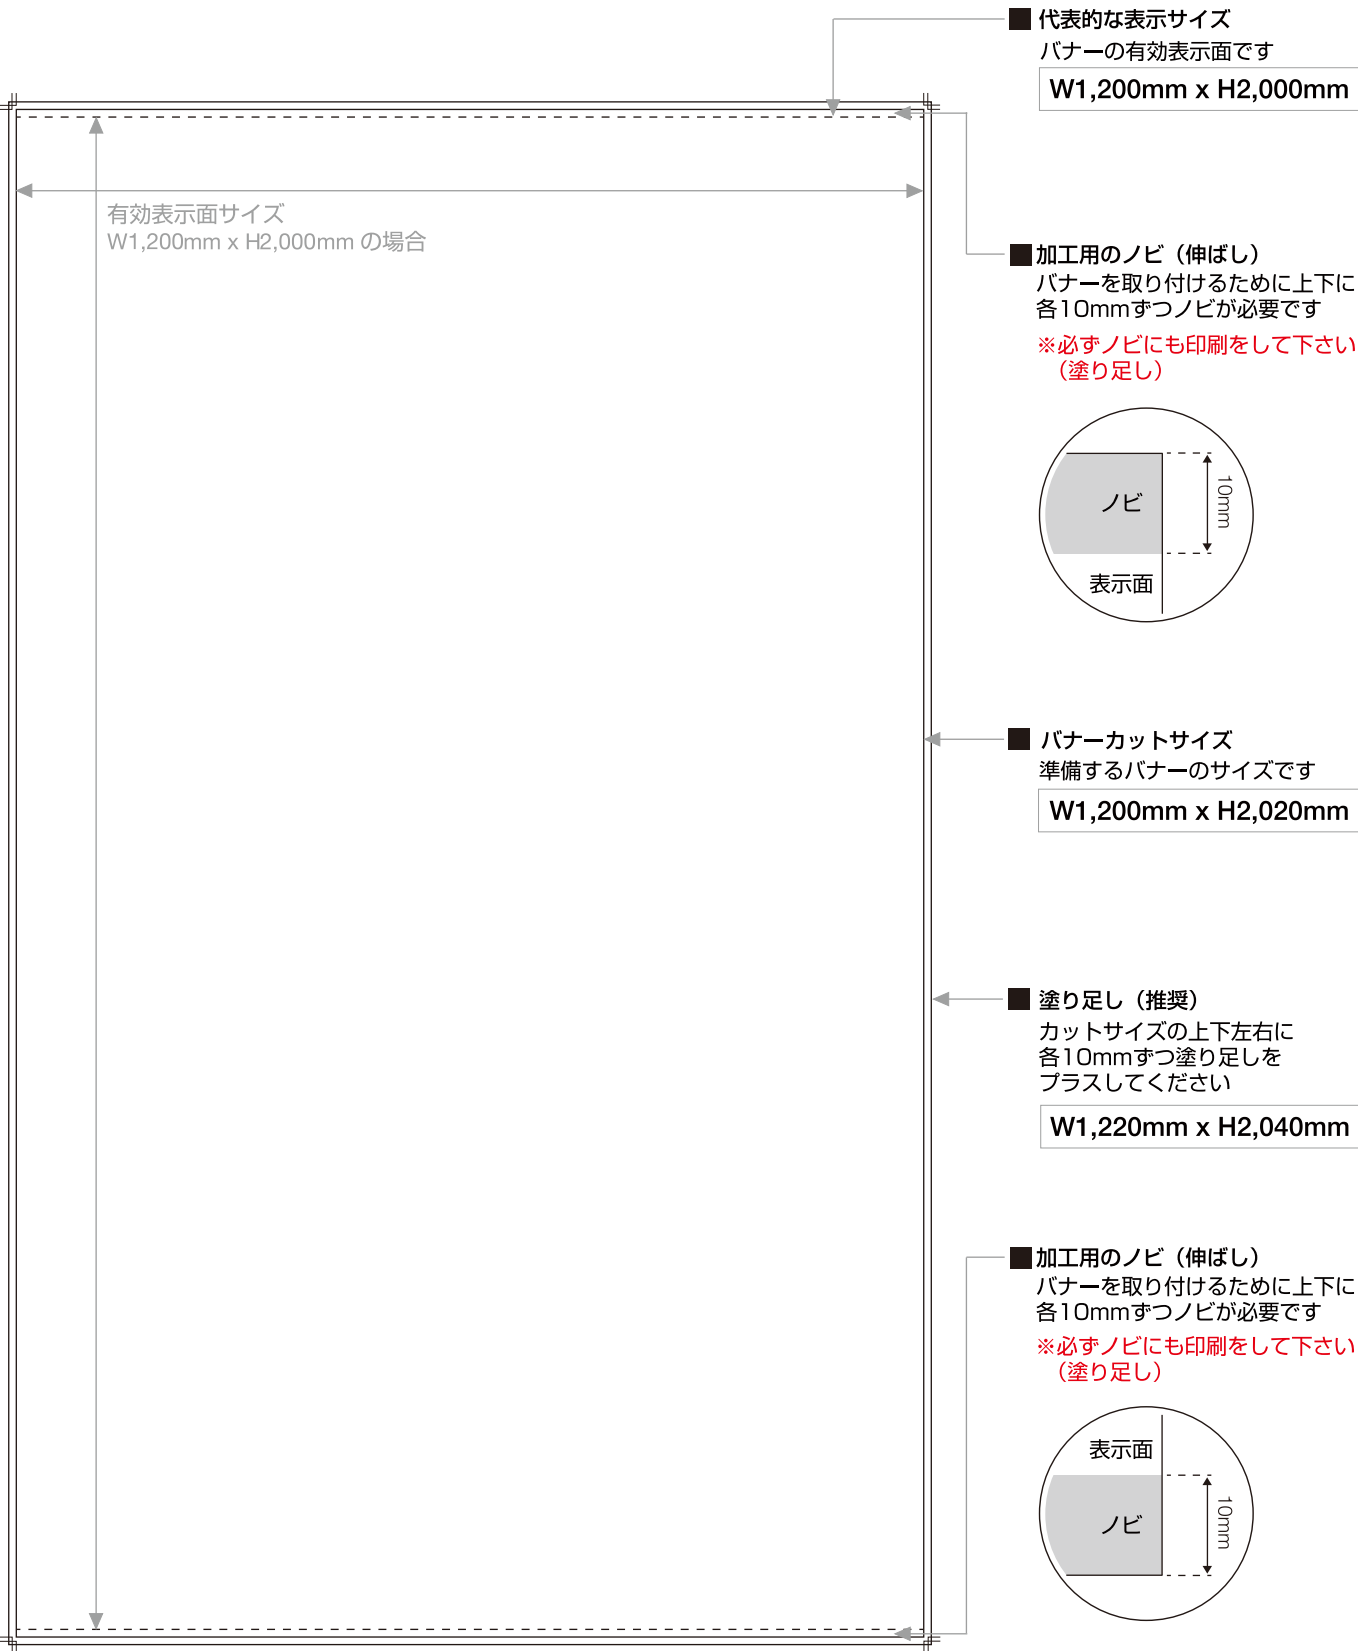 ■ 代表的な表示サイズ
バナーの有効表示面です
W1,200mm x H2,000mm
有効表示面サイズ
W1,200mm x H2,000mm の場合
■ 加工用のノビ（伸ばし）
バナーを取り付けるために上下に
各10mmずつノビが必要です
※必ずノビにも印刷をして下さい
（塗り足し）
ノビ
10mm
表示面
■ バナーカットサイズ
準備するバナーのサイズです
W1,200mm x H2,020mm
■ 塗り足し（推奨）
カットサイズの上下左右に
各10mmずつ塗り足しを
プラスしてください
W1,220mm x H2,040mm
■ 加工用のノビ（伸ばし）
バナーを取り付けるために上下に
各10mmずつノビが必要です
※必ずノビにも印刷をして下さい
（塗り足し）
表示面
ノビ
10mm